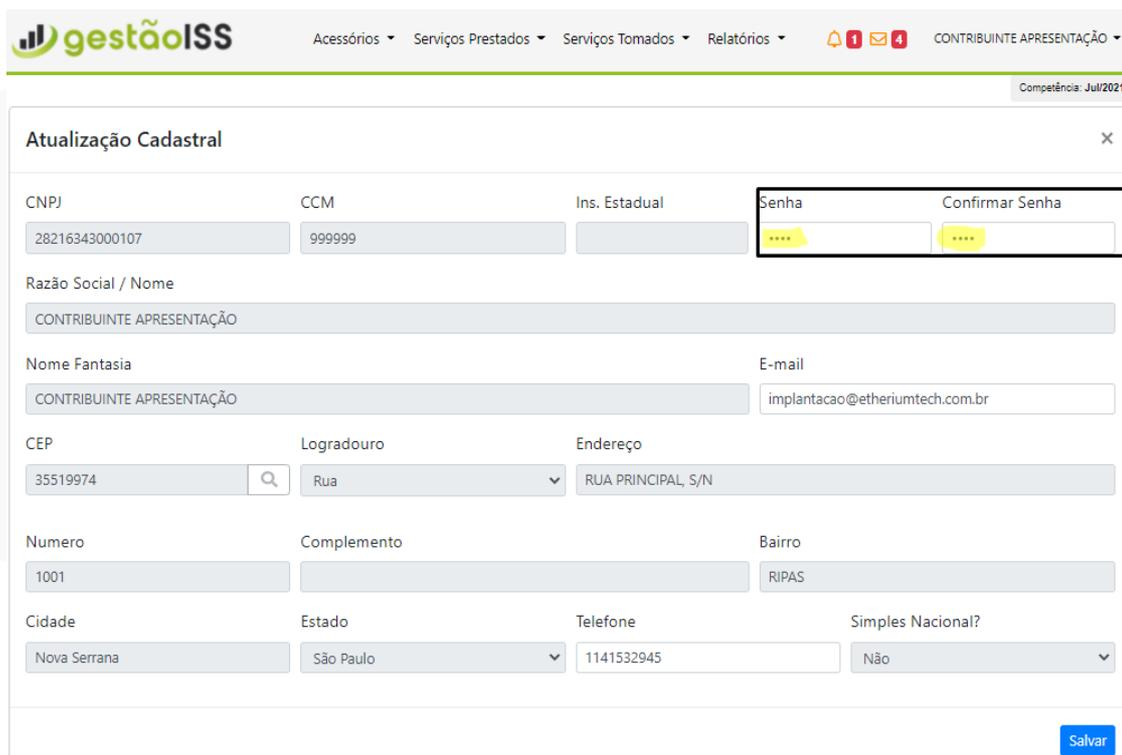 gestãoISS
Acessórios Serviços Prestados Serviços Tomados Relatórios 1 4 CONTRIBUINTE APRESENTAÇÃO
Competência: Jul/2021
Atualização Cadastral ×
CNPJ CCM Ins. Estadual Senha Confirmar Senha
28216343000107 999999 •••• ••••
Razão Social / Nome
CONTRIBUINTE APRESENTAÇÃO
Nome Fantasia E-mail
CONTRIBUINTE APRESENTAÇÃO implantacao@etheriumtech.com.br
CEP Logradouro Endereço
35519974 Rua RUA PRINCIPAL, S/N
Numero Complemento Bairro
1001 RIPAS
Cidade Estado Telefone Simples Nacional?
Nova Serrana São Paulo 1141532945 Não
Salvar